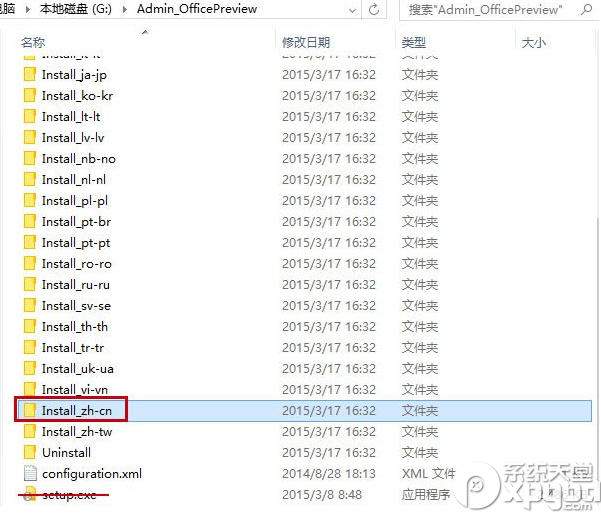 电脑 › 本地磁盘 (G:) › Admin_OfficePreview 搜索"Admin_OfficePreview"
名称 修改日期 类型 大小
Install_it-it 2015/3/17 16:32 文件夹
Install_ja-jp 2015/3/17 16:32 文件夹
Install_ko-kr 2015/3/17 16:32 文件夹
Install_lt-lt 2015/3/17 16:32 文件夹
Install_lv-lv 2015/3/17 16:32 文件夹
Install_nb-no 2015/3/17 16:32 文件夹
Install_nl-nl 2015/3/17 16:32 文件夹
Install_pl-pl 2015/3/17 16:32 文件夹
Install_pt-br 2015/3/17 16:32 文件夹
Install_pt-pt 2015/3/17 16:32 文件夹
Install_ro-ro 2015/3/17 16:32 文件夹
Install_ru-ru 2015/3/17 16:32 文件夹
Install_sv-se 2015/3/17 16:32 文件夹
Install_th-th 2015/3/17 16:32 文件夹
Install_tr-tr 2015/3/17 16:32 文件夹
Install_uk-ua 2015/3/17 16:32 文件夹
Install_vi-vn 2015/3/17 16:32 文件夹
Install_zh-cn 2015/3/17 16:32 文件夹
Install_zh-tw 2015/3/17 16:32 文件夹
Uninstall 2015/3/17 16:32 文件夹
configuration.xml 2014/8/28 18:13 XML 文件
setup.exe 2015/3/8 8:48 应用程序
系统天堂